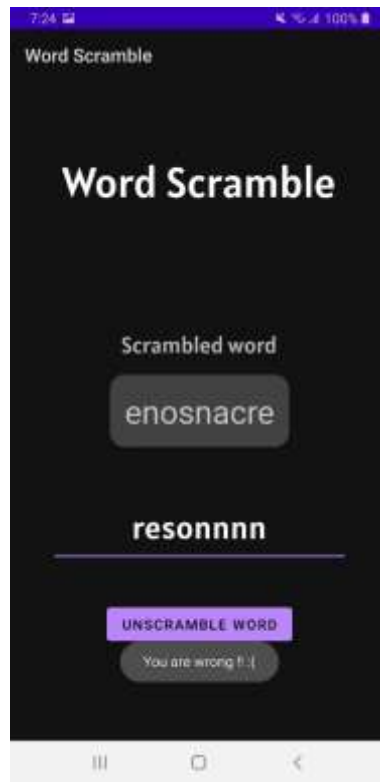 7:24 100%
Word Scramble
Word Scramble
Scrambled word
enosnacre
resonnnn
UNSCRAMBLE WORD
You are wrong !! :(